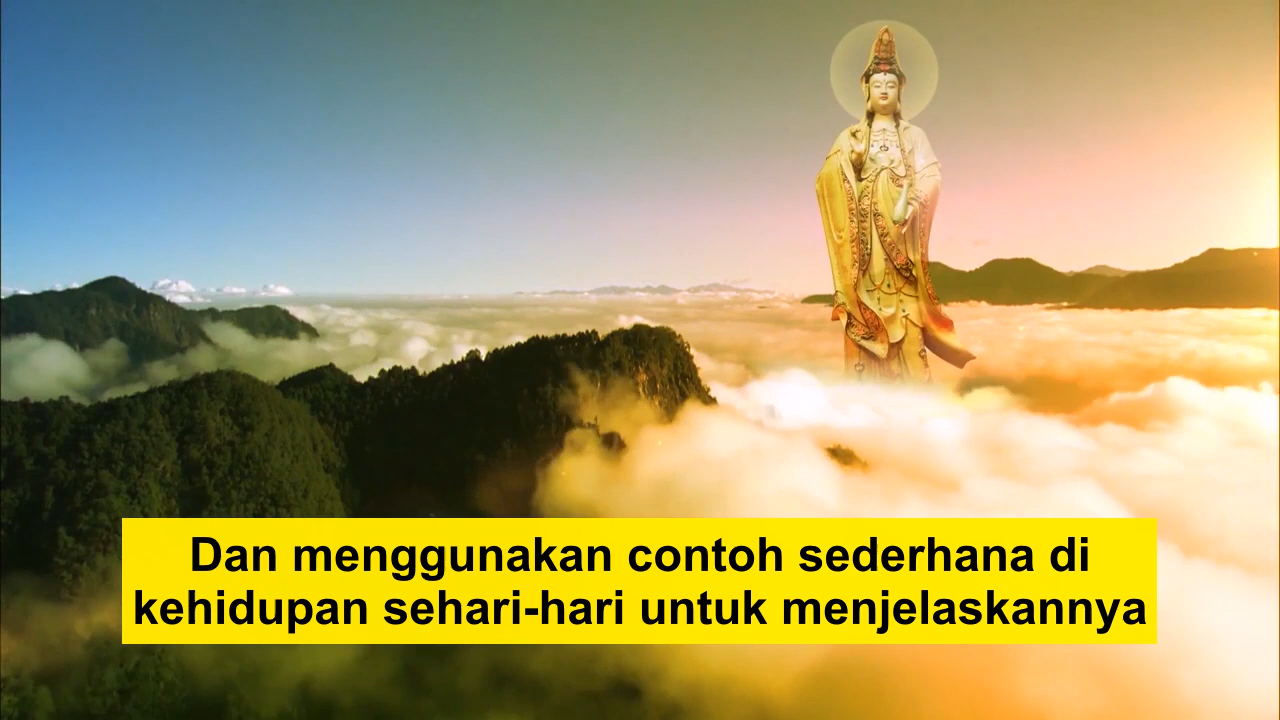 Dan menggunakan contoh sederhana di
kehidupan sehari-hari untuk menjelaskannya